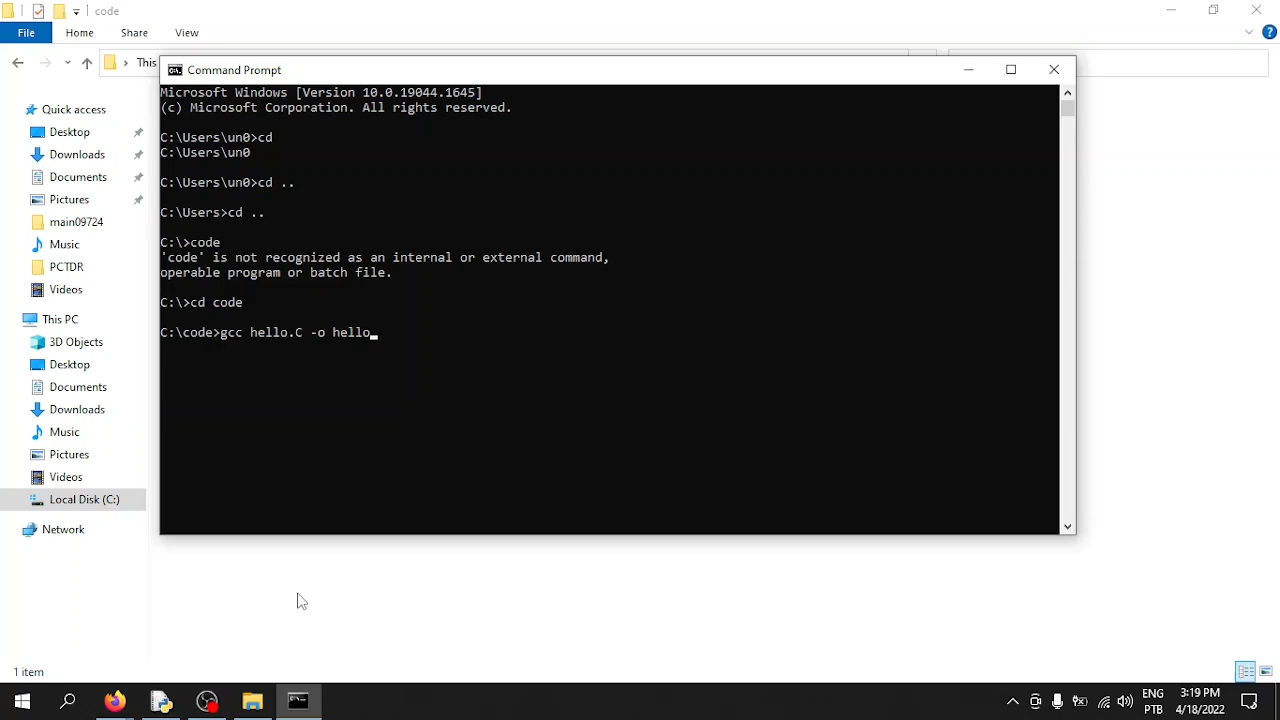 code
File
Home
Share
View
This
Command Prompt
Microsoft Windows [Version 10.0.19044.1645]
(c) Microsoft Corporation. All rights reserved.
C:\Users\un0>cd
C:\Users\un0
C:\Users\un0>cd ..
C:\Users>cd ..
C:\>code
'code' is not recognized as an internal or external command,
operable program or batch file.
C:\>cd code
C:\code>gcc hello.C -o hello
Quick access
Desktop
Downloads
Documents
Pictures
main09724
Music
PCTDR
Videos
This PC
3D Objects
Desktop
Documents
Downloads
Music
Pictures
Videos
Local Disk (C:)
Network
1 item
ENG
PTB
3:19 PM
4/18/2022